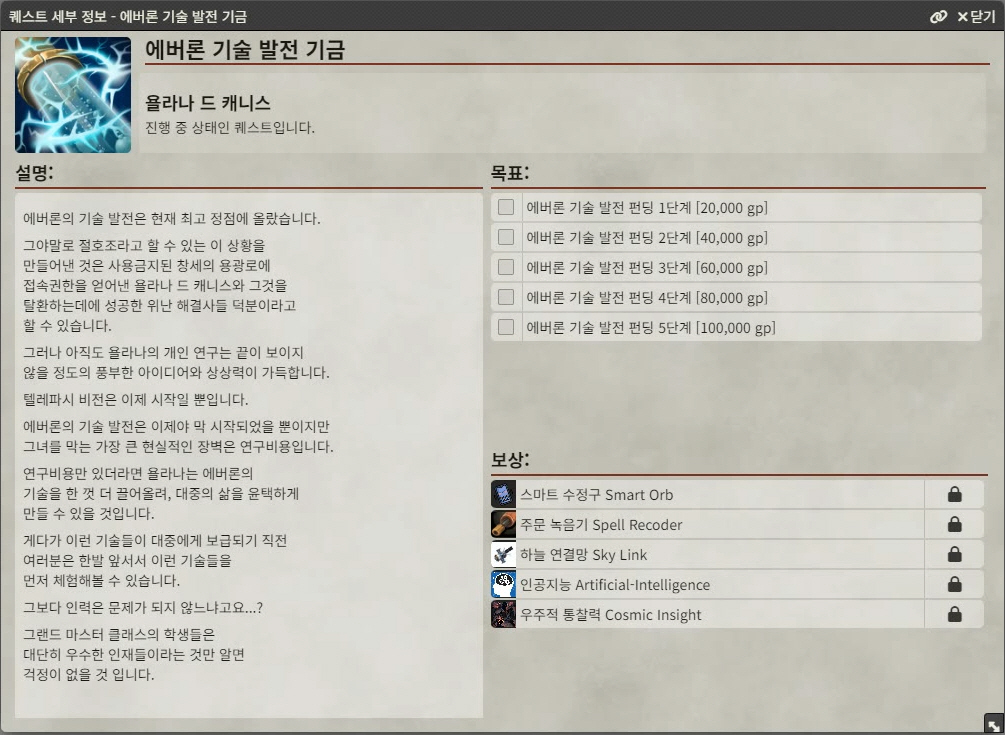 퀘스트 세부 정보 - 에버론 기술 발전 기금
닫기
에버론 기술 발전 기금
욜라나 드 캐니스
진행 중 상태인 퀘스트입니다.
설명:
에버론의 기술 발전은 현재 최고 정점에 올랐습니다.
그야말로 절호조라고 할 수 있는 이 상황을
만들어낸 것은 사용금지된 창세의 용광로에
접속권한을 얻어낸 욜라나 드 캐니스와 그것을
탈환하는데에 성공한 위난 해결사들 덕분이라고
할 수 있습니다.
그러나 아직도 욜라나의 개인 연구는 끝이 보이지
않을 정도의 풍부한 아이디어와 상상력이 가득합니다.
텔레파시 비전은 이제 시작일 뿐입니다.
에버론의 기술 발전은 이제야 막 시작되었을 뿐이지만
그녀를 막는 가장 큰 현실적인 장벽은 연구비용입니다.
연구비용만 있더라면 욜라나는 에버론의
기술을 한 껏 더 끌어올려, 대중의 삶을 윤택하게
만들 수 있을 것입니다.
게다가 이런 기술들이 대중에게 보급되기 직전
여러분은 한발 앞서서 이런 기술들을
먼저 체험해볼 수 있습니다.
그보다 인력은 문제가 되지 않느냐고요...?
그랜드 마스터 클래스의 학생들은
대단히 우수한 인재들이라는 것만 알면
걱정이 없을 것 입니다.
목표:
에버론 기술 발전 펀딩 1단계 [20,000 gp]
에버론 기술 발전 펀딩 2단계 [40,000 gp]
에버론 기술 발전 펀딩 3단계 [60,000 gp]
에버론 기술 발전 펀딩 4단계 [80,000 gp]
에버론 기술 발전 펀딩 5단계 [100,000 gp]
보상:
스마트 수정구 Smart Orb
주문 녹음기 Spell Recoder
하늘 연결망 Sky Link
인공지능 Artificial-Intelligence
우주적 통찰력 Cosmic Insight